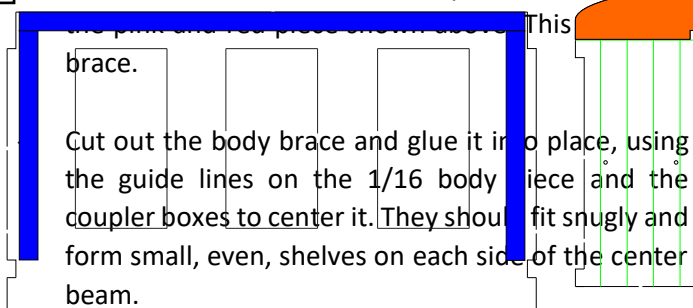 the pink and red piece shown above. This
brace.
Cut out the body brace and glue it into place, using
the guide lines on the 1/16 body piece and the
coupler boxes to center it. They should fit snugly and
form small, even, shelves on each side of the center
beam.